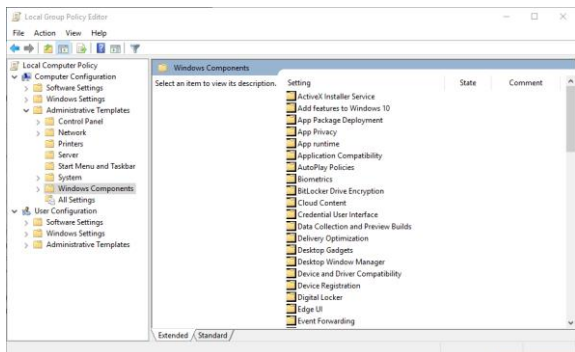 Local Group Policy Editor
File Action View Help
Local Computer Policy
Computer Configuration
Software Settings
Windows Settings
Administrative Templates
Control Panel
Network
Printers
Server
Start Menu and Taskbar
System
Windows Components
All Settings
User Configuration
Software Settings
Windows Settings
Administrative Templates
Windows Components
Select an item to view its description.
Setting State Comment
ActiveX Installer Service
Add features to Windows 10
App Package Deployment
App Privacy
App runtime
Application Compatibility
AutoPlay Policies
Biometrics
BitLocker Drive Encryption
Cloud Content
Credential User Interface
Data Collection and Preview Builds
Delivery Optimization
Desktop Gadgets
Desktop Window Manager
Device and Driver Compatibility
Device Registration
Digital Locker
Edge UI
Event Forwarding
Extended Standard